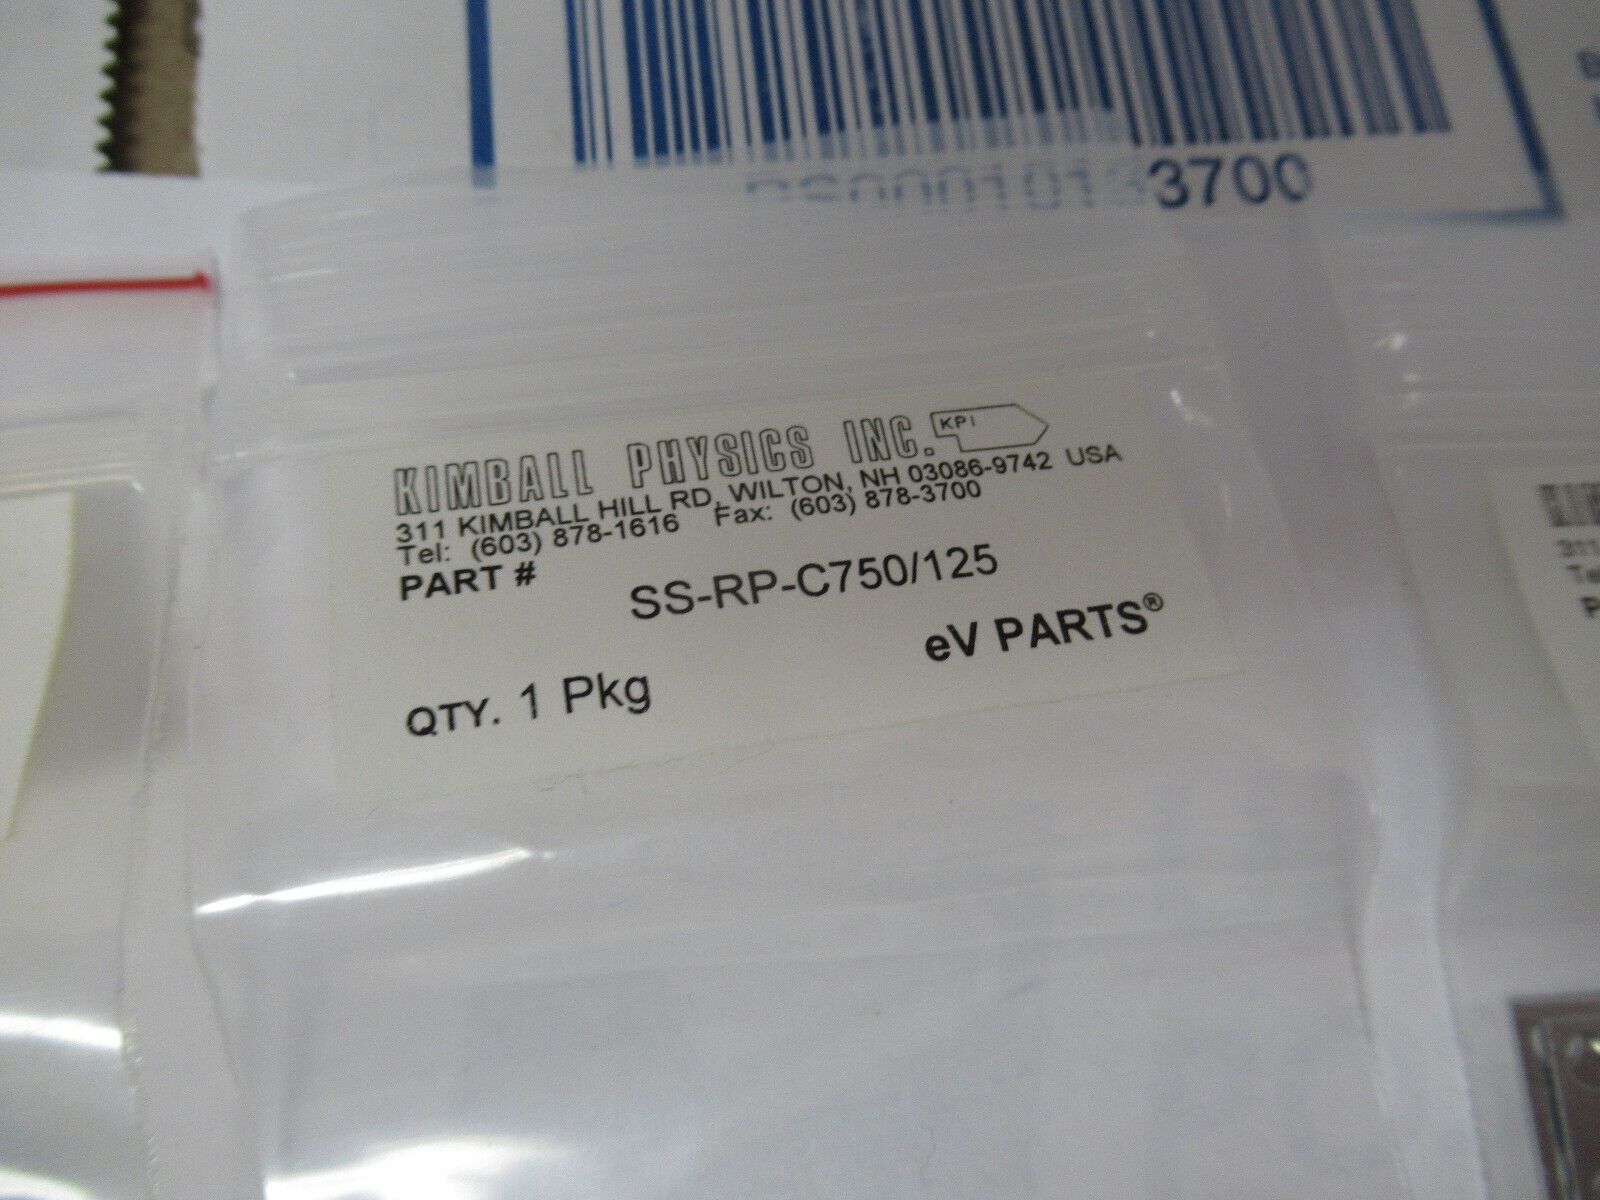 3700
KIMBALL PHYSICS INC. KPI
311 KIMBALL HILL RD, WILTON, NH 03086-9742 USA
Tel: (603) 878-1616 Fax: (603) 878-3700
PART #
SS-RP-C750/125
eV PARTS®
QTY. 1 Pkg
311